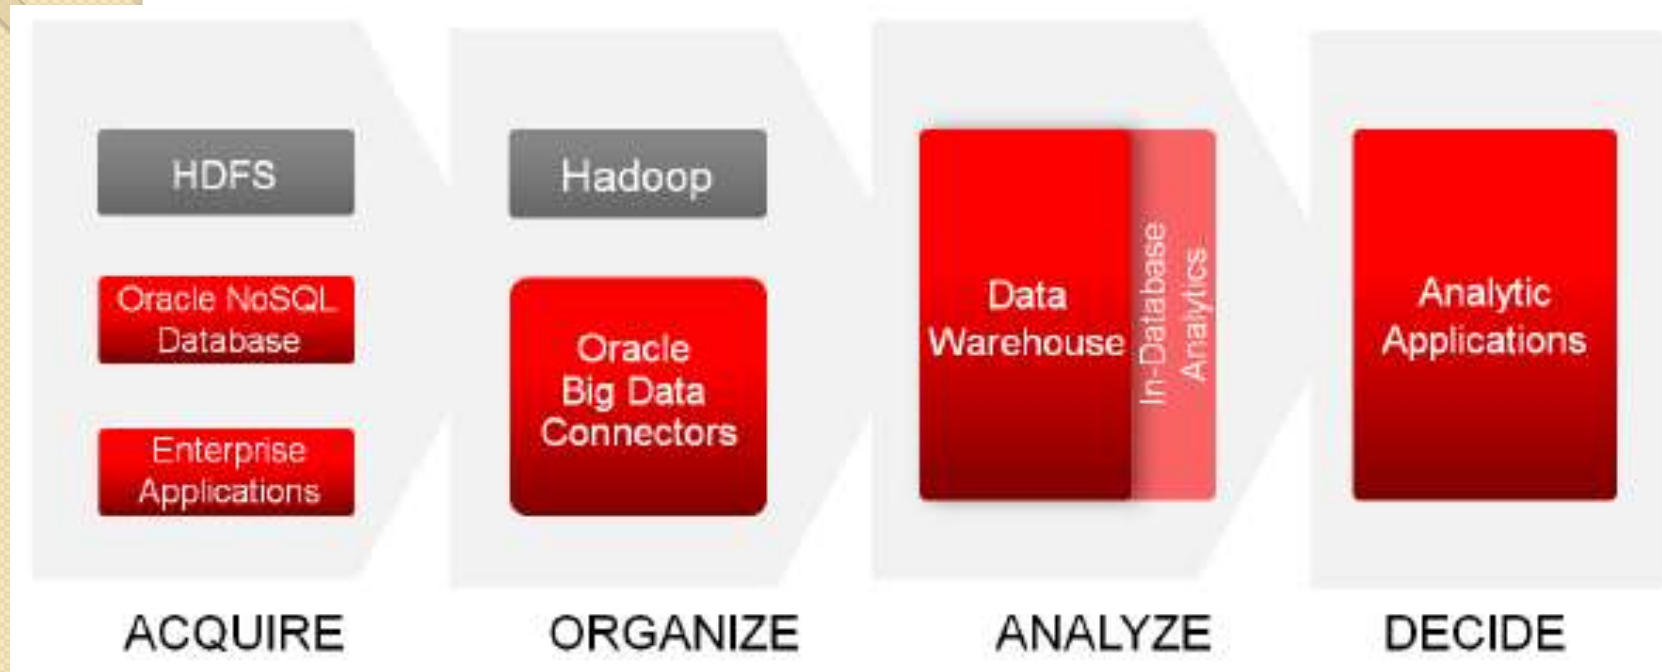 HDFS
Oracle NoSQL
Database
Enterprise
Applications
Hadoop
Oracle
Big Data
Connectors
Data
Warehouse
In-Database
Analytics
Analytic
Applications
ACQUIRE
ORGANIZE
ANALYZE
DECIDE